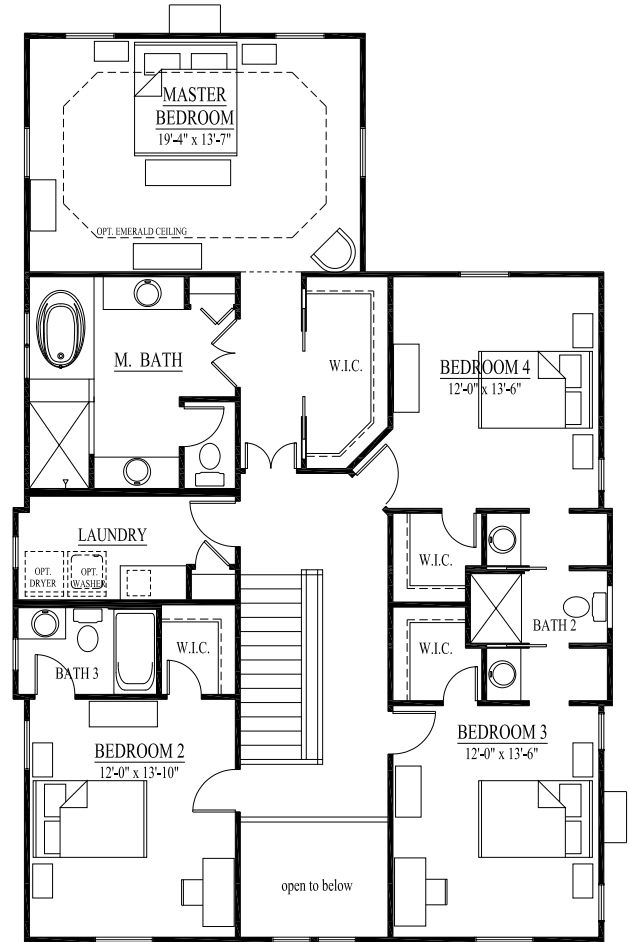 MASTER
BEDROOM
19'-4" x 13'-7"
OPT. EMERALD CEILING
M. BATH
W.I.C.
BEDROOM 4
12'-0" x 13'-6"
LAUNDRY
OPT.
DRYER
OPT.
WASHER
W.I.C.
BATH 2
W.I.C.
W.I.C.
BATH 3
BEDROOM 2
12'-0" x 13'-10"
BEDROOM 3
12'-0" x 13'-6"
open to below